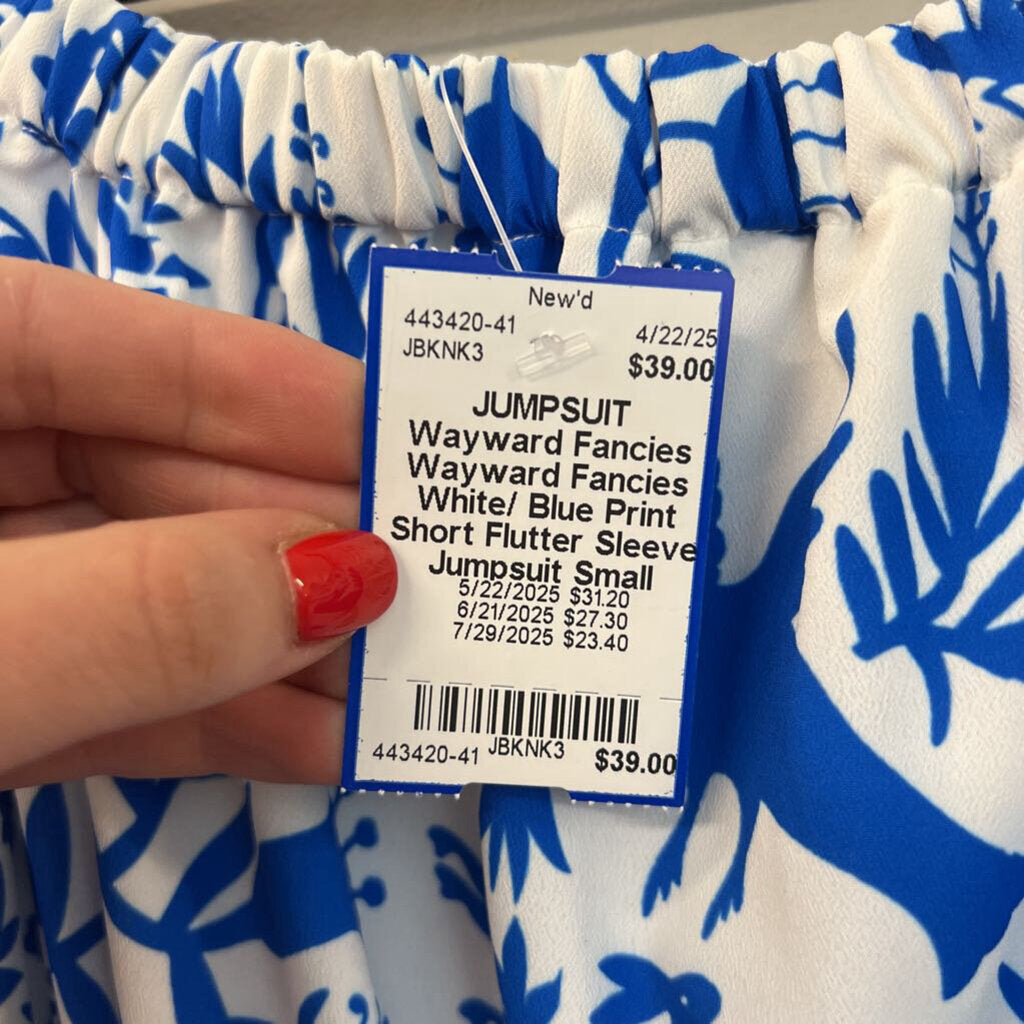 New'd
443420-41 4/22/25
JBKNK3 $39.00
JUMPSUIT
Wayward Fancies
Wayward Fancies
White/ Blue Print
Short Flutter Sleeve
Jumpsuit Small
5/22/2025 $31.20
6/21/2025 $27.30
7/29/2025 $23.40
443420-41 JBKNK3 $39.00